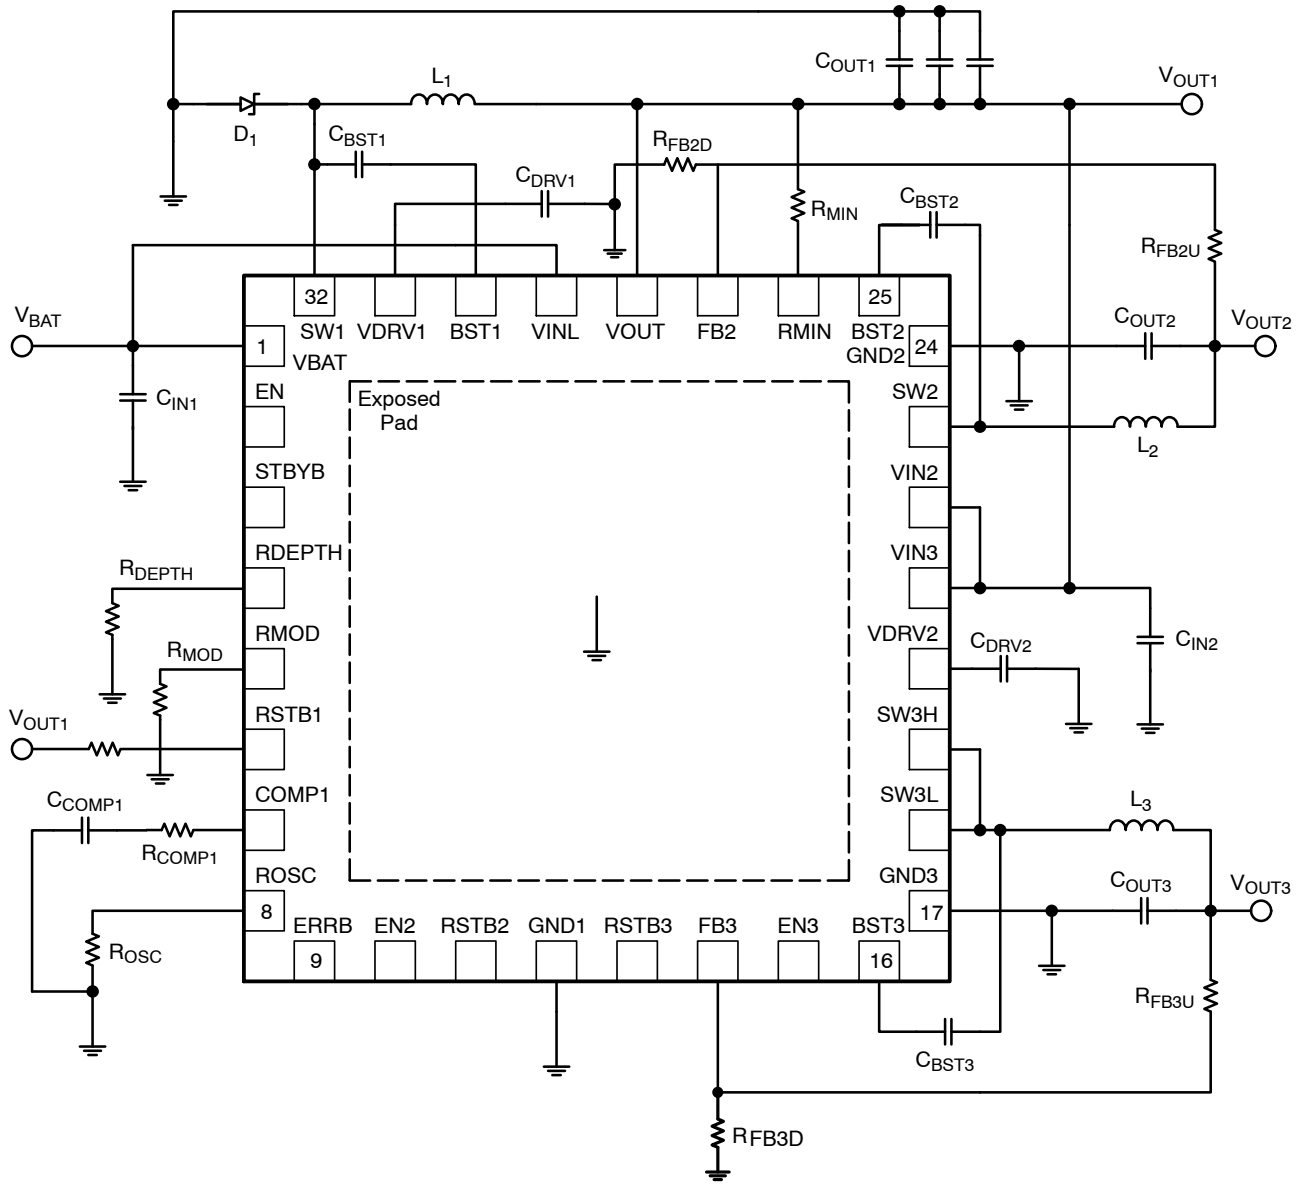 COUT1
VOUT1
L1
D1
CBST1
RFB2D
CDRV1
RMIN
CBST2
RFB2U
32
25
SW1 VDRV1 BST1 VINL VOUT FB2 RMIN BST2
VBAT
1
VBAT
GND2
24
COUT2
VOUT2
CIN1
EN
Exposed
Pad
SW2
L2
STBYB
VIN2
RDEPTH
RDEPTH
VIN3
RMOD
RMOD
VDRV2
CDRV2
CIN2
VOUT1
RSTB1
SW3H
CCOMP1
RCOMP1
COMP1
SW3L
L3
ROSC
8
ROSC
GND3
17
COUT3
VOUT3
ERRB EN2 RSTB2 GND1 RSTB3 FB3 EN3 BST3
9
16
RFB3U
CBST3
RFB3D